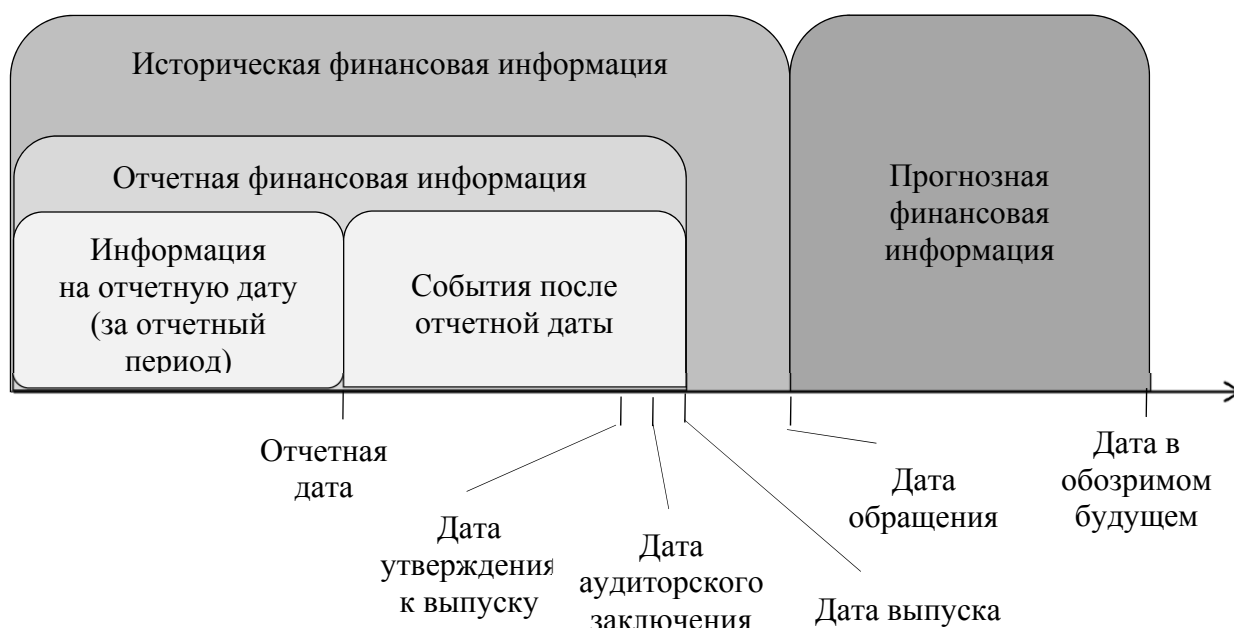 Историческая финансовая информация
Отчетная финансовая информация
Информация
на отчетную дату
(за отчетный
период)
События после
отчетной даты
Прогнозная
финансовая
информация
Отчетная
дата
Дата
утверждения
к выпуску
Дата
аудиторского
заключения
Дата выпуска
Дата
обращения
Дата в
обозримом
будущем